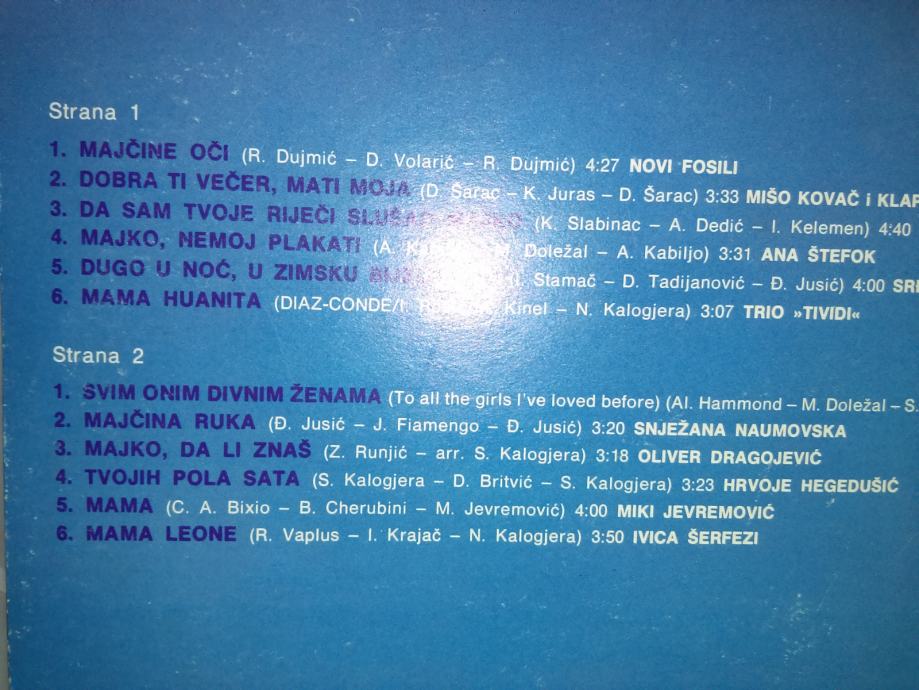 Strana 1
1. MAJČINE OČI (R. Dujmić – D. Volarić – R. Dujmić) 4:27 NOVI FOSILI
2. DOBRA TI VEČER, MATI MOJA (D. Šarac – K. Juras – D. Šarac) 3:33 MIŠO KOVAČ i KLAP
3. DA SAM TVOJE RIJEČI (K. Slabinac – A. Dedić – I. Kelemen) 4:40
4. MAJKO, NEMOJ PLAKATI Doležal – A. Kabiljo) 3:31 ANA ŠTEFOK
5. DUGO U NOĆ, U ZIMSKU Stamać – D. Tadijanović – Đ. Jusić) 4:00
6. MAMA HUANITA (DIAZ-CONDE/I. Kinel – N. Kalogjera) 3:07 TRIO »TIVIDI«
Strana 2
1. SVIM ONIM DIVNIM ŽENAMA (To all the girls I've loved before) (Al. Hammond – M. Doležal – S.
2. MAJČINA RUKA (Đ. Jusić – J. Fiamengo – Đ. Jusić) 3:20 SNJEŽANA NAUMOVSKA
3. MAJKO, DA LI ZNAŠ (Z. Runjić – arr. S. Kalogjera) 3:18 OLIVER DRAGOJEVIĆ
4. TVOJIH POLA SATA (S. Kalogjera – D. Britvić – S. Kalogjera) 3:23 HRVOJE HEGEDUŠIĆ
5. MAMA (C. A. Bixio – B. Cherubini – M. Jevremović) 4:00 MIKI JEVREMOVIĆ
6. MAMA LEONE (R. Vaplus – I. Krajač – N. Kalogjera) 3:50 IVICA ŠERFEZI